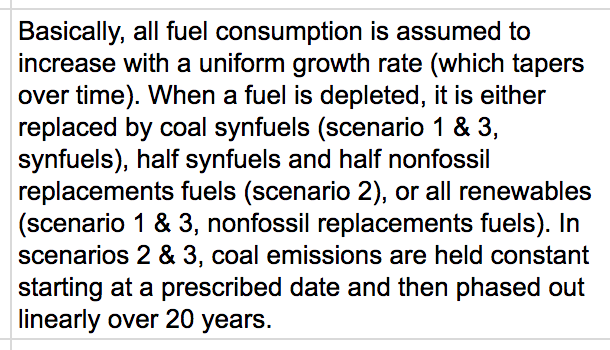 Basically, all fuel consumption is assumed to
increase with a uniform growth rate (which tapers
over time). When a fuel is depleted, it is either
replaced by coal synfuels (scenario 1 & 3,
synfuels), half synfuels and half nonfossil
replacements fuels (scenario 2), or all renewables
(scenario 1 & 3, nonfossil replacements fuels). In
scenarios 2 & 3, coal emissions are held constant
starting at a prescribed date and then phased out
linearly over 20 years.